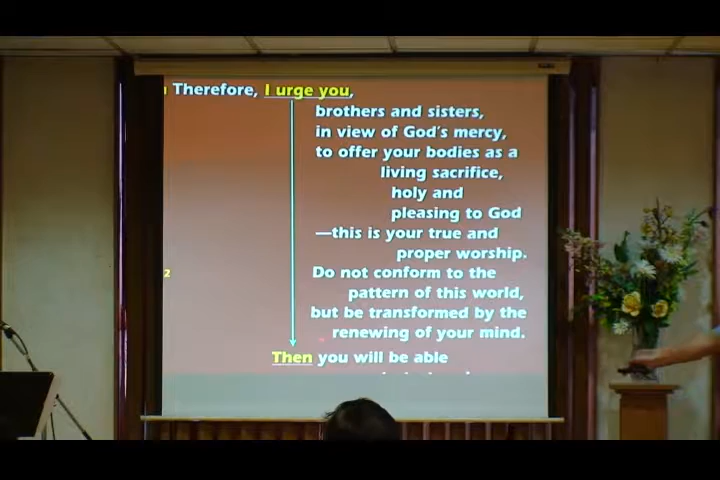 Therefore, I urge you,
brothers and sisters,
in view of God's mercy,
to offer your bodies as a
living sacrifice,
holy and
pleasing to God
—this is your true and
proper worship.
2
Do not conform to the
pattern of this world,
but be transformed by the
renewing of your mind.
Then you will be able